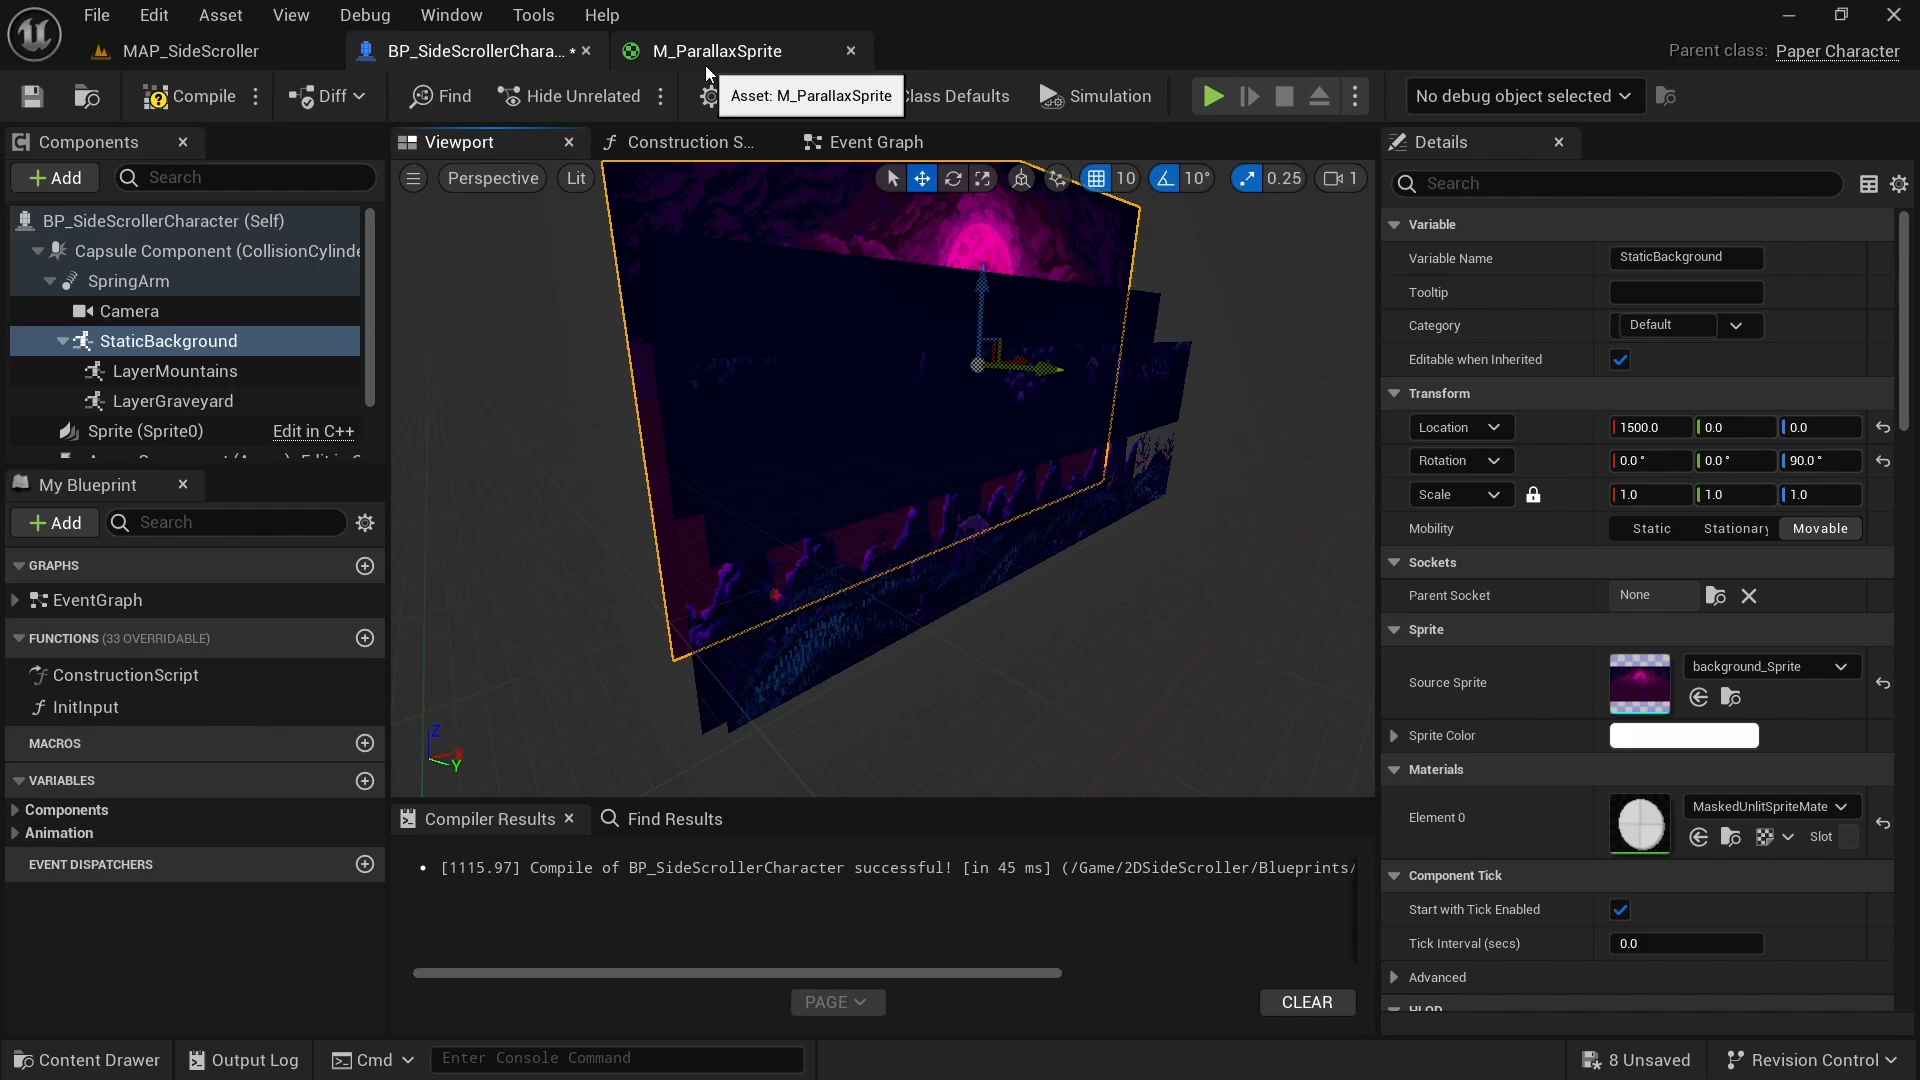 File Edit Asset View Debug Window Tools Help
MAP_SideScroller
BP_SideScrollerChara... •
M_ParallaxSprite
Parent class: Paper Character
Compile
Diff
Find
Hide Unrelated
Asset: M_ParallaxSprite
Class Defaults
Simulation
No debug object selected
Components
Viewport
Construction S...
Event Graph
Details
Add
Search
Perspective
Lit
10
10°
0.25
1
Search
BP_SideScrollerCharacter (Self)
Capsule Component (CollisionCylinde
SpringArm
Camera
StaticBackground
LayerMountains
LayerGraveyard
Sprite (Sprite0) Edit in C++
My Blueprint
Add
Search
GRAPHS
EventGraph
FUNCTIONS (33 OVERRIDABLE)
ConstructionScript
InitInput
MACROS
VARIABLES
Components
Animation
EVENT DISPATCHERS
Z
X
Y
Compiler Results
Find Results
[1115.97] Compile of BP_SideScrollerCharacter successful! [in 45 ms] (/Game/2DSideScroller/Blueprints/
PAGE
CLEAR
Variable
Variable Name StaticBackground
Tooltip
Category Default
Editable when Inherited
Transform
Location 1500.0 0.0 0.0
Rotation 0.0° 0.0° 90.0°
Scale 1.0 1.0 1.0
Mobility Static Stationary Movable
Sockets
Parent Socket None
Sprite
Source Sprite background_Sprite
Sprite Color
Materials
Element 0 MaskedUnlitSpriteMate
Slot
Component Tick
Start with Tick Enabled
Tick Interval (secs) 0.0
Advanced
HLOD
Content Drawer
Output Log
Cmd
Enter Console Command
8 Unsaved
Revision Control